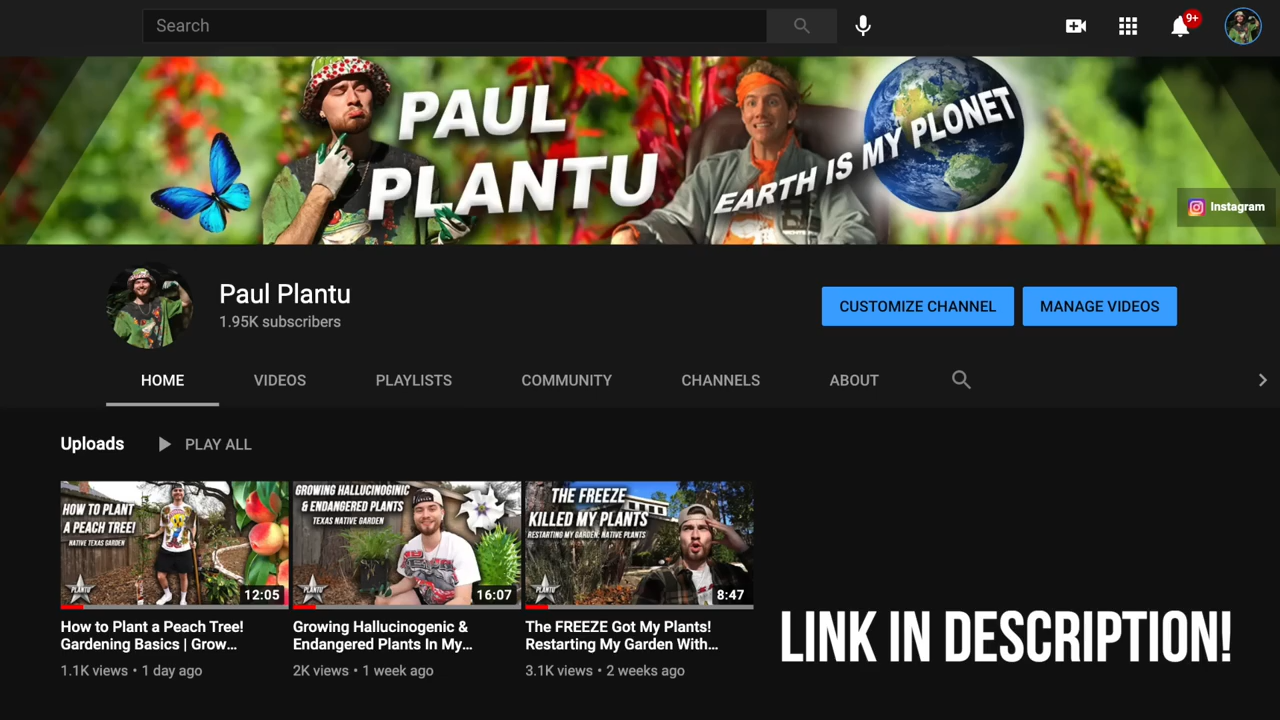 Search
9+
PAUL
PLANTU
EARTH IS MY PLONET
Instagram
Paul Plantu
1.95K subscribers
CUSTOMIZE CHANNEL
MANAGE VIDEOS
HOME
VIDEOS
PLAYLISTS
COMMUNITY
CHANNELS
ABOUT
Uploads
PLAY ALL
HOW TO PLANT
A PEACH TREE!
NATIVE TEXAS GARDEN
PLANTU
12:05
GROWING HALLUCINOGINIC
& ENDANGERED PLANTS
TEXAS NATIVE GARDEN
PLANTU
16:07
THE FREEZE
KILLED MY PLANTS
RESTARTING MY GARDEN: NATIVE PLANTS
PLANTU
8:47
How to Plant a Peach Tree!
Gardening Basics | Grow...
1.1K views • 1 day ago
Growing Hallucinogenic &
Endangered Plants In My...
2K views • 1 week ago
The FREEZE Got My Plants!
Restarting My Garden With...
3.1K views • 2 weeks ago
LINK IN DESCRIPTION!